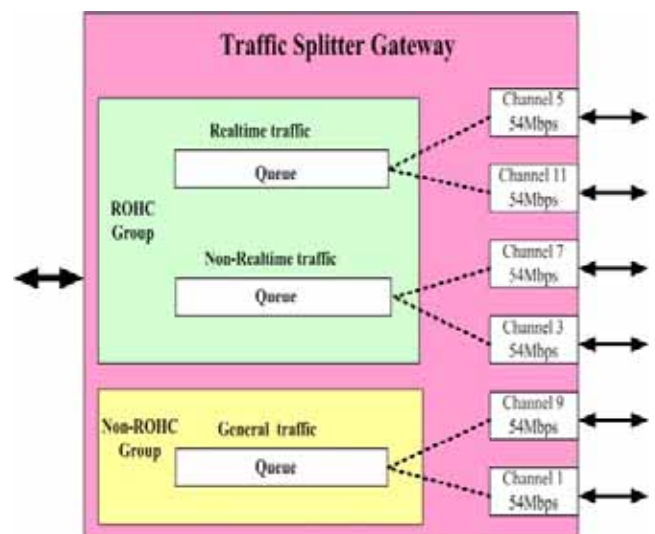 Traffic Splitter Gateway
Realtime traffic
Queue
ROHC
Group
Non-Realtime traffic
Queue
Non-ROHC
Group
General traffic
Queue
Channel 5
54Mbps
Channel 11
54Mbps
Channel 7
54Mbps
Channel 3
54Mbps
Channel 9
54Mbps
Channel 1
54Mbps